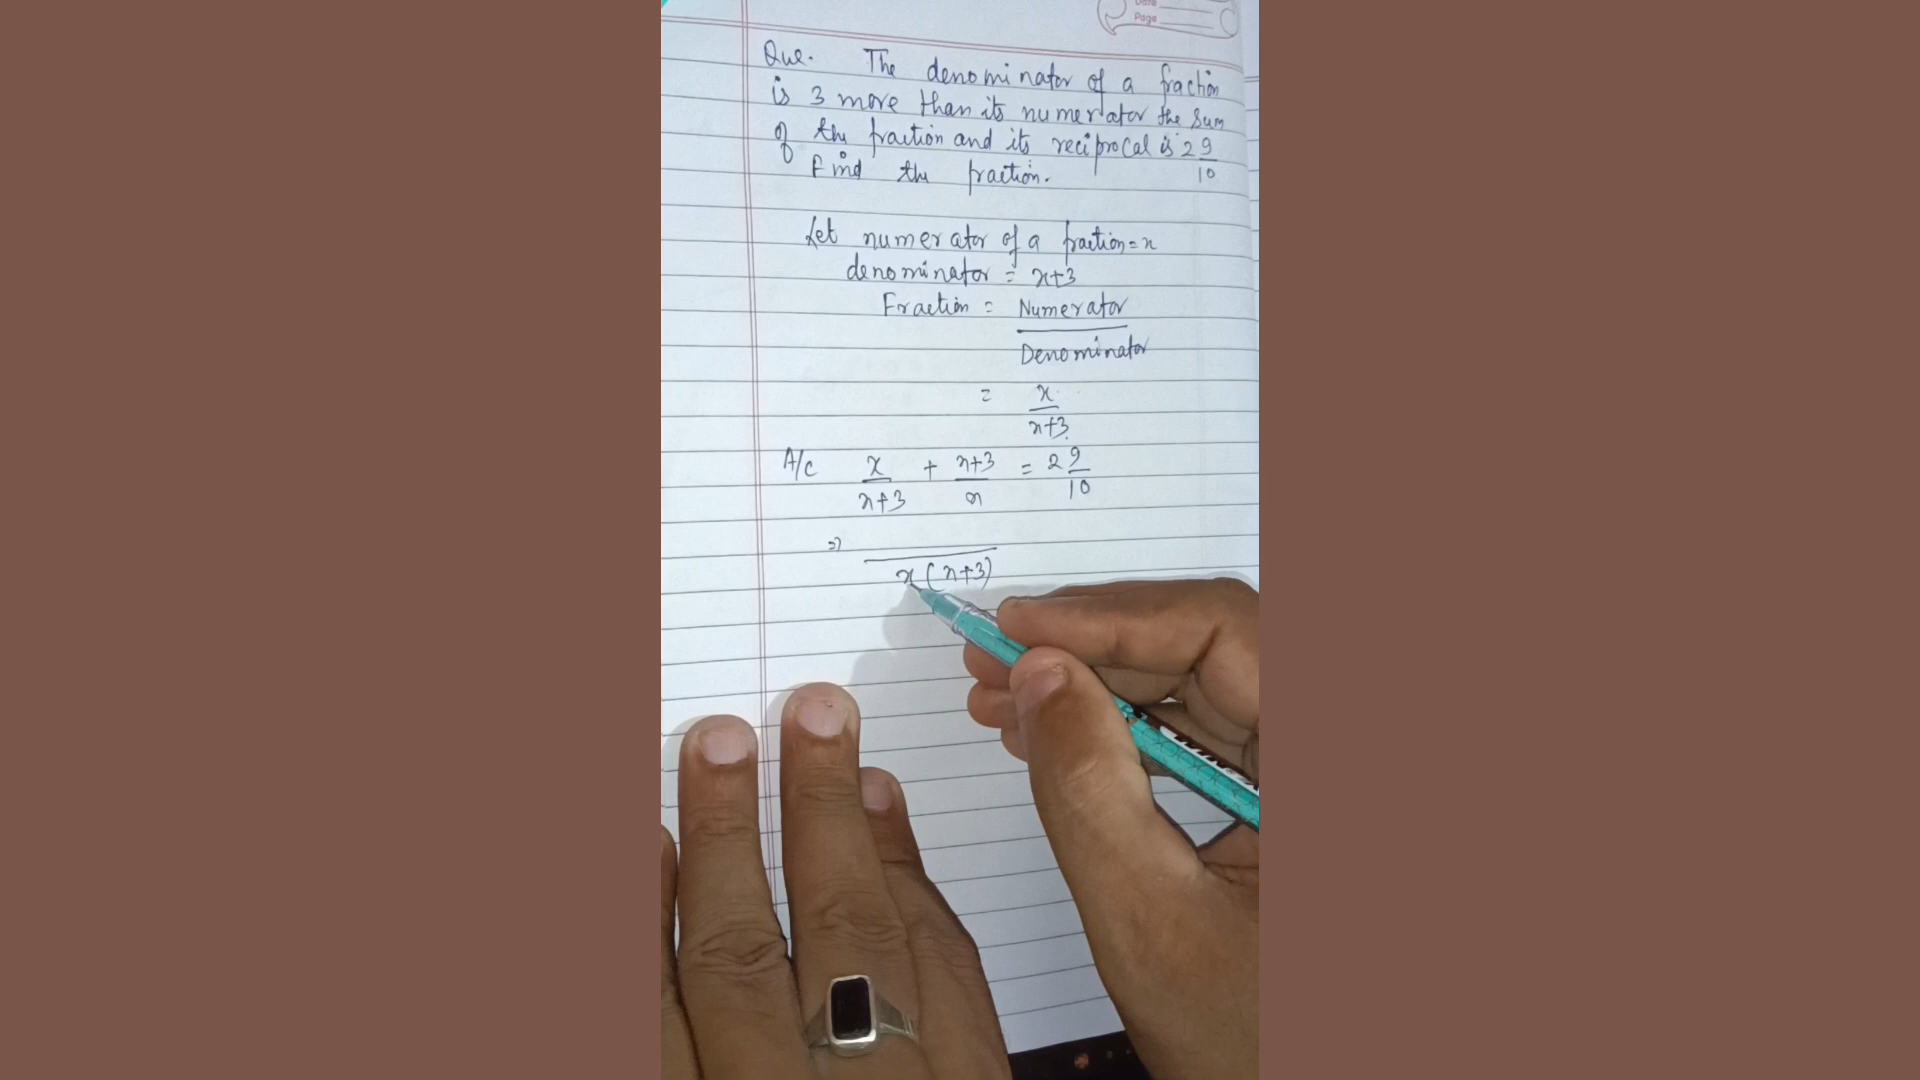 Date
Page
Que. The denominator of a fraction
is 3 more than its numerator the sum
of the fraction and its reciprocal is 2 9/10
Find the fraction.
Let numerator of a fraction = x
denominator = x+3
Fraction = Numerator
Denominator
= x
x+3
A/c x/x+3 + x+3/x = 2 9/10
⇒
x(x+3)